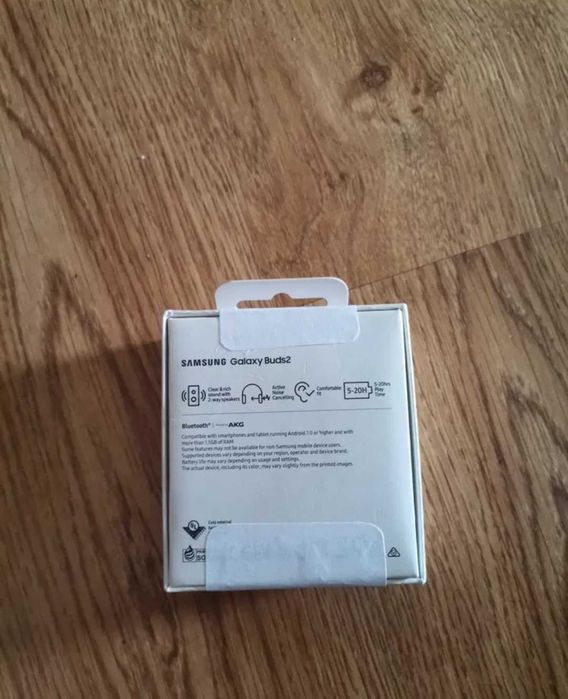 SAMSUNG Galaxy Buds2
Clear & rich
sound with
2-way speakers
Active
Noise
Cancelling
Comfortable
fit
5-20H
5-20hrs
Play
Time
Bluetooth® | Sound by AKG
Compatible with smartphones and tablet running Android 7.0 or higher and with
more than 1.5GB of RAM.
Some features may not be available for non-Samsung mobile device users.
Supported devices vary depending on your region, operator and device brand.
Battery life may vary depending on usage and settings.
The actual device, including its color, may vary slightly from the printed images.
UL
SO